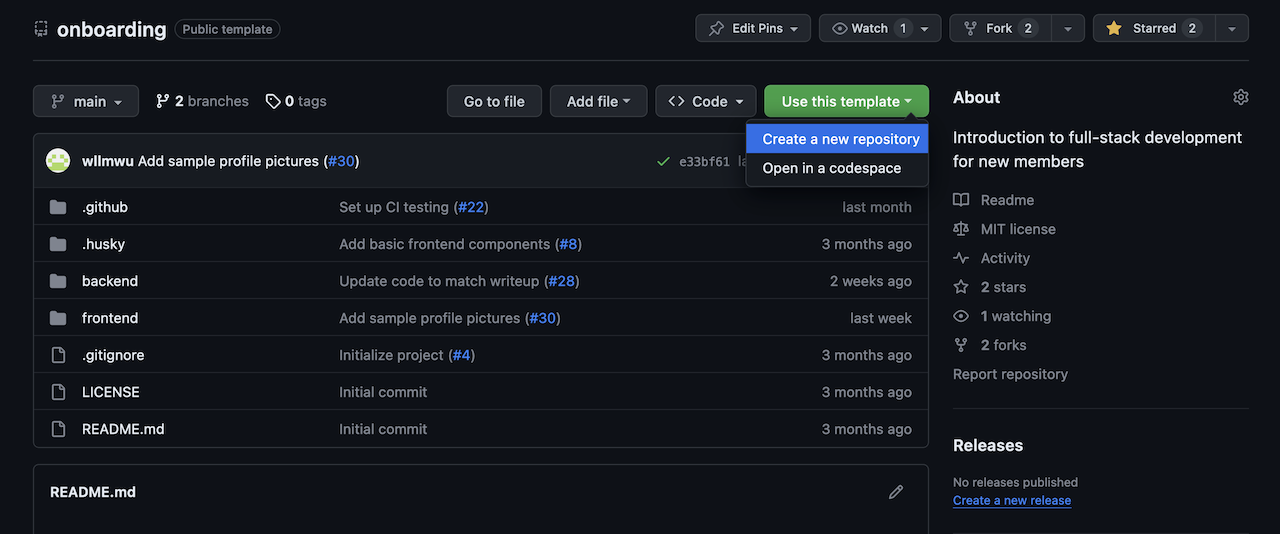 onboarding Public template Edit Pins Watch 1 Fork 2 Starred 2
main 2 branches 0 tags Go to file Add file Code Use this template
Create a new repository
Open in a codespace
wllmwu Add sample profile pictures (#30) e33bf61
.github Set up CI testing (#22) last month
.husky Add basic frontend components (#8) 3 months ago
backend Update code to match writeup (#28) 2 weeks ago
frontend Add sample profile pictures (#30) last week
.gitignore Initialize project (#4) 3 months ago
LICENSE Initial commit 3 months ago
README.md Initial commit 3 months ago
README.md
About
Introduction to full-stack development
for new members
Readme
MIT license
Activity
2 stars
1 watching
2 forks
Report repository
Releases
No releases published
Create a new release